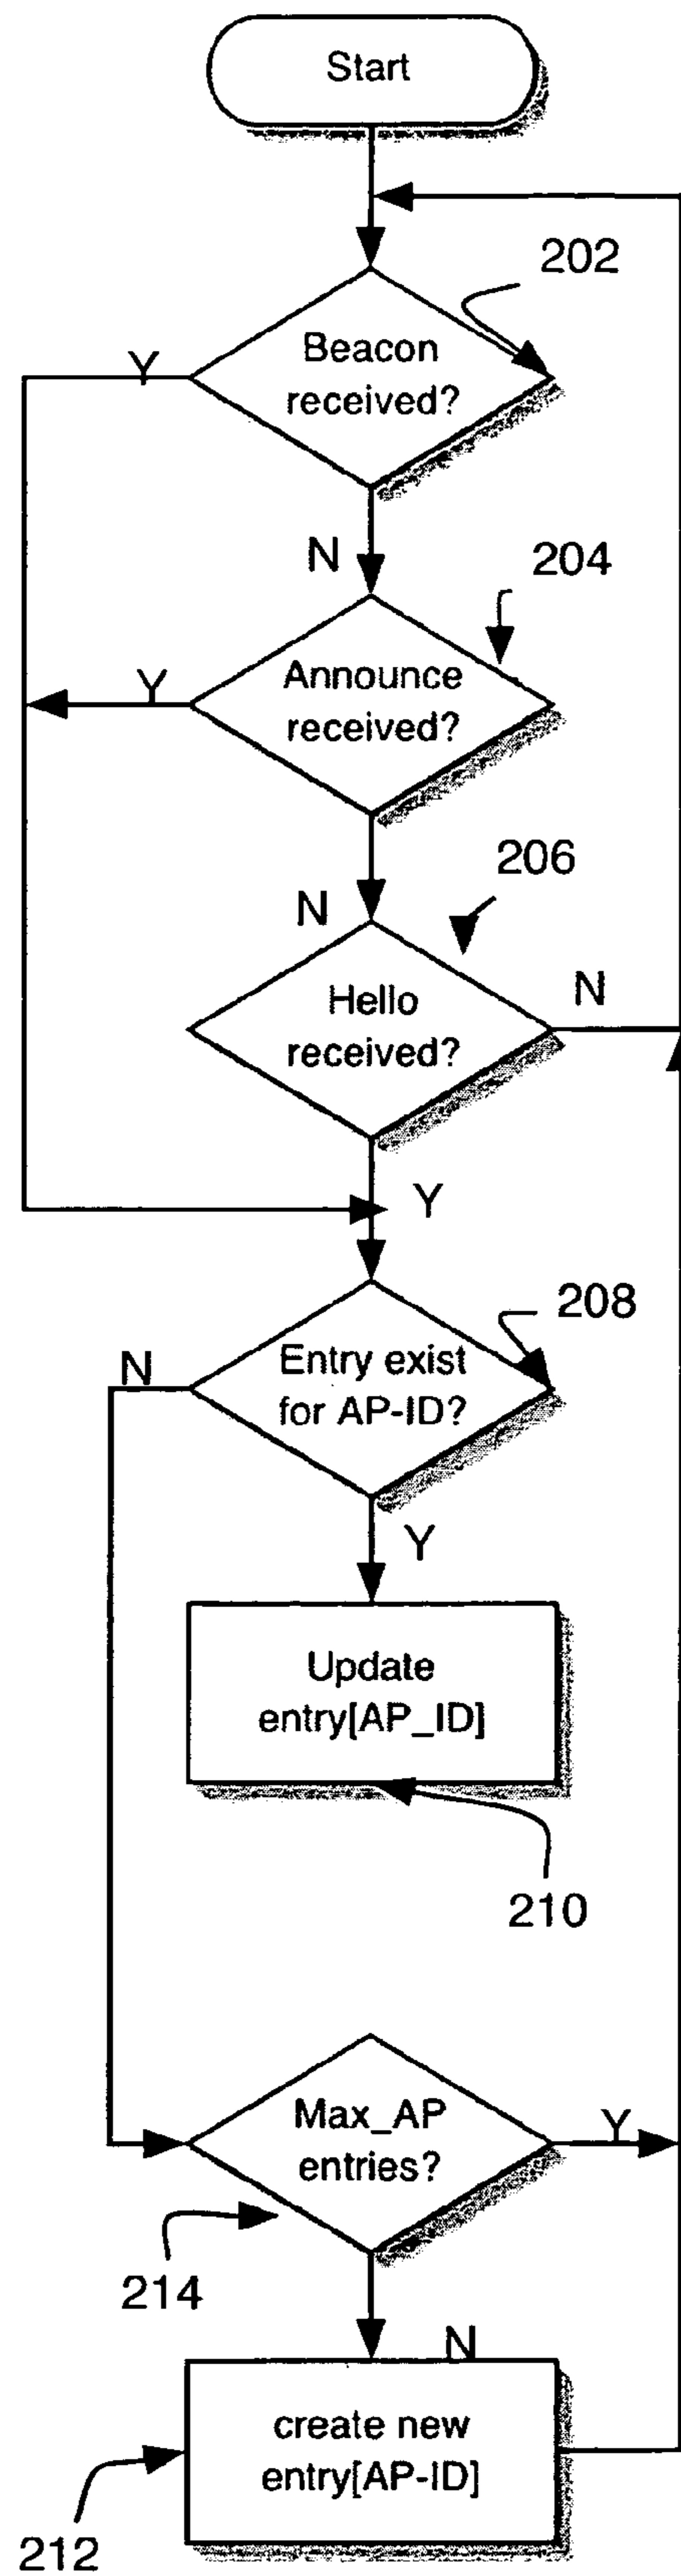 Start
202
Beacon
received?
Y
N
204
Announce
received?
Y
206
N
Hello
received?
N
Y
208
Entry exist
for AP-ID?
N
Y
Update
entry[AP_ID]
210
Max_AP
entries?
Y
214
N
create new
entry[AP-ID]
212